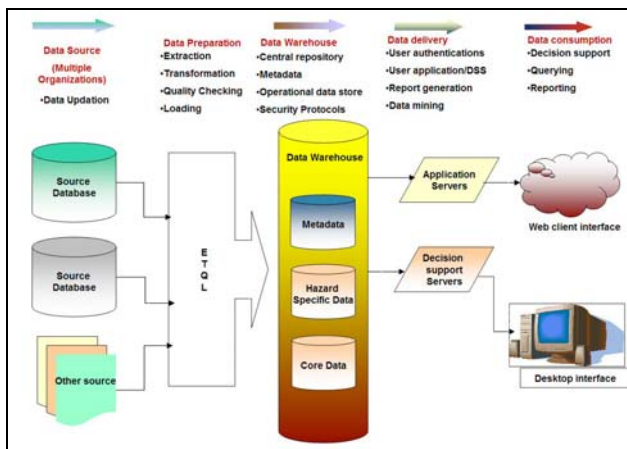 Data Source
(Multiple
Organizations)
•Data Updation
Data Preparation
•Extraction
•Transformation
•Quality Checking
•Loading
Data Warehouse
•Central repository
•Metadata
•Operational data store
•Security Protocols
Data delivery
•User authentications
•User application/DSS
•Report generation
•Data mining
Data consumption
•Decision support
•Querying
•Reporting
Source
Database
Source
Database
Other source
E
T
Q
L
Data Warehouse
Metadata
Hazard
Specific Data
Core Data
Application
Servers
Decision
support
Servers
Web client interface
Desktop interface